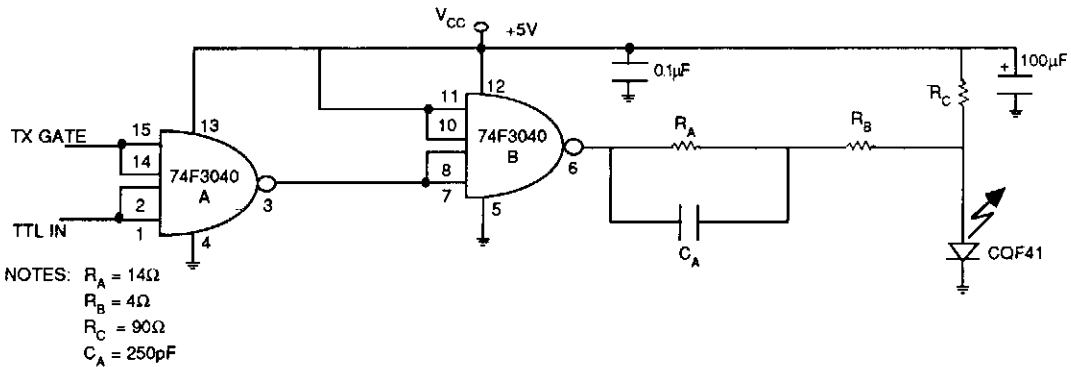 V_CC
+5V
0.1µF
100µF
+
R_C
12
11
10
13
TX GATE
15
14
74F3040
A
3
74F3040
B
6
8
7
5
R_A
R_B
TTL IN
2
1
4
C_A
CQF41
NOTES: R_A = 14Ω
R_B = 4Ω
R_C = 90Ω
C_A = 250pF